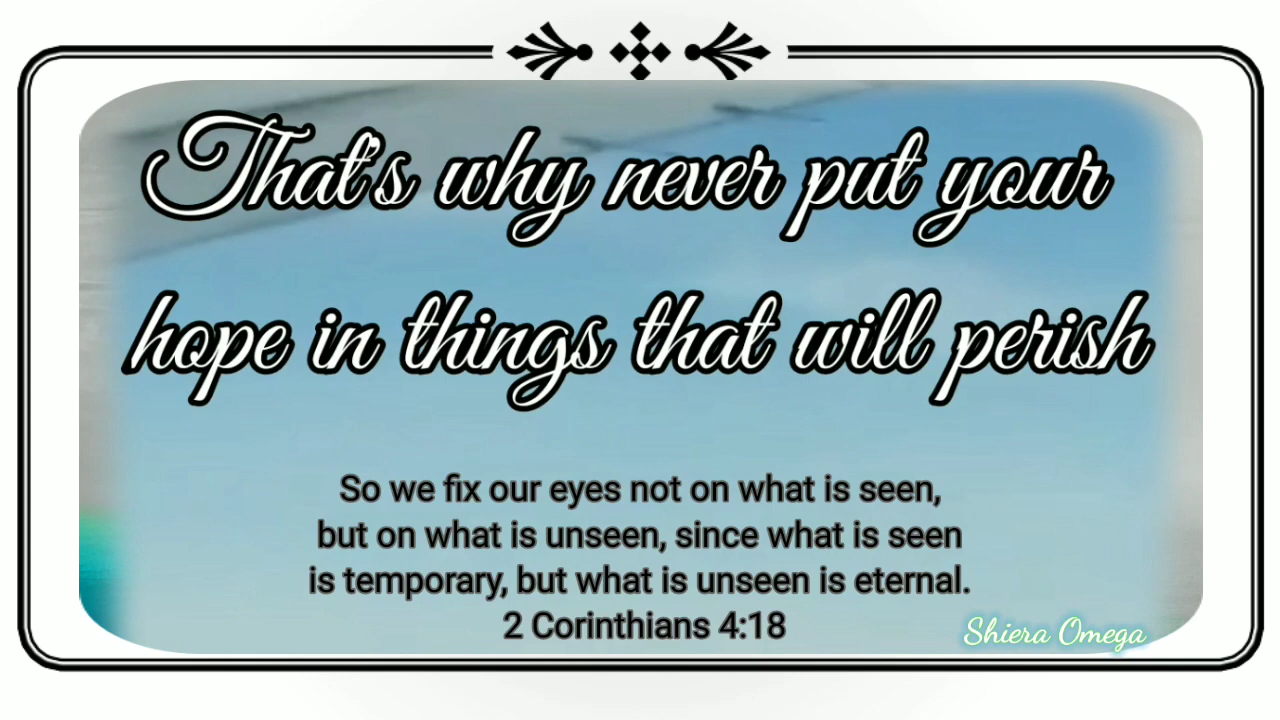 That's why never put your
hope in things that will perish
So we fix our eyes not on what is seen,
but on what is unseen, since what is seen
is temporary, but what is unseen is eternal.
2 Corinthians 4:18
Shiera Omega